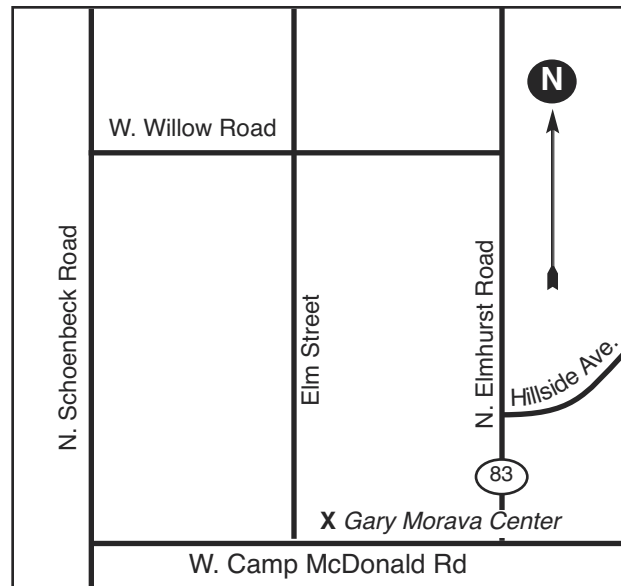 N
W. Willow Road
N. Schoenbeck Road
Elm Street
N. Elmhurst Road
Hillside Ave.
83
X Gary Morava Center
W. Camp McDonald Rd